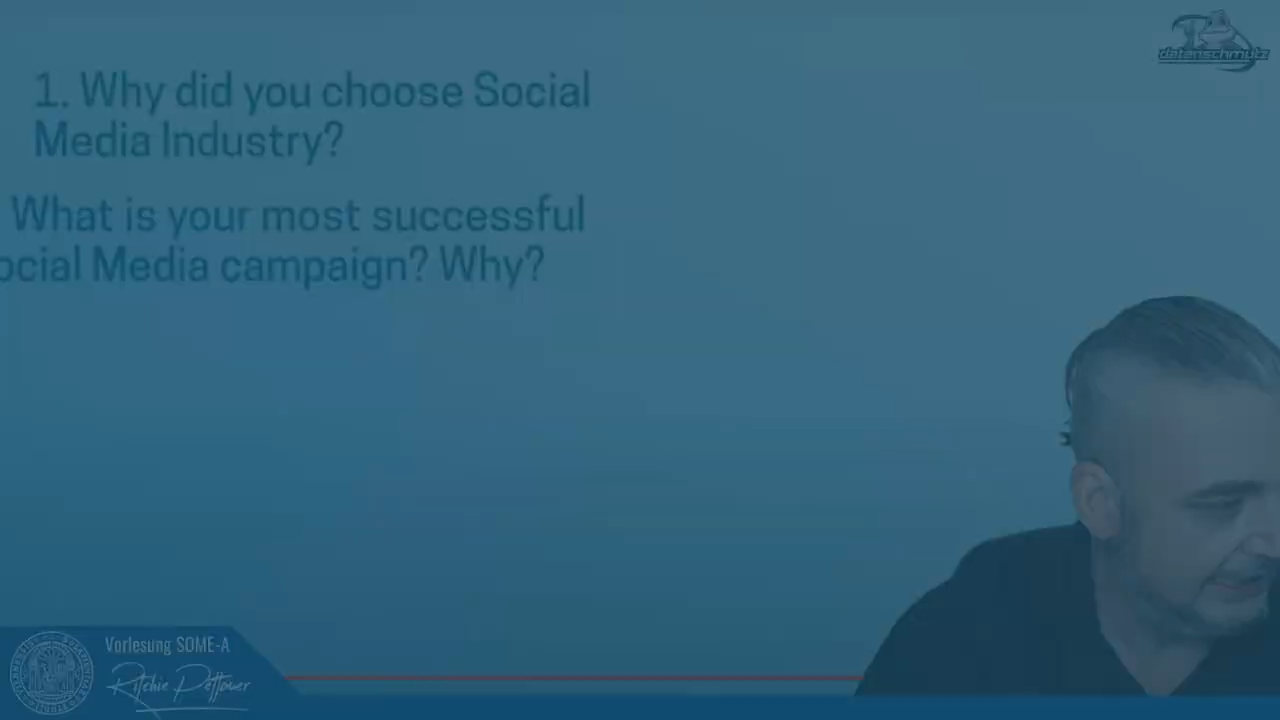 datenschmutz
1. Why did you choose Social
Media Industry?
What is your most successful
ocial Media campaign? Why?
Vorlesung SOME-A
Ritchie Pettauer